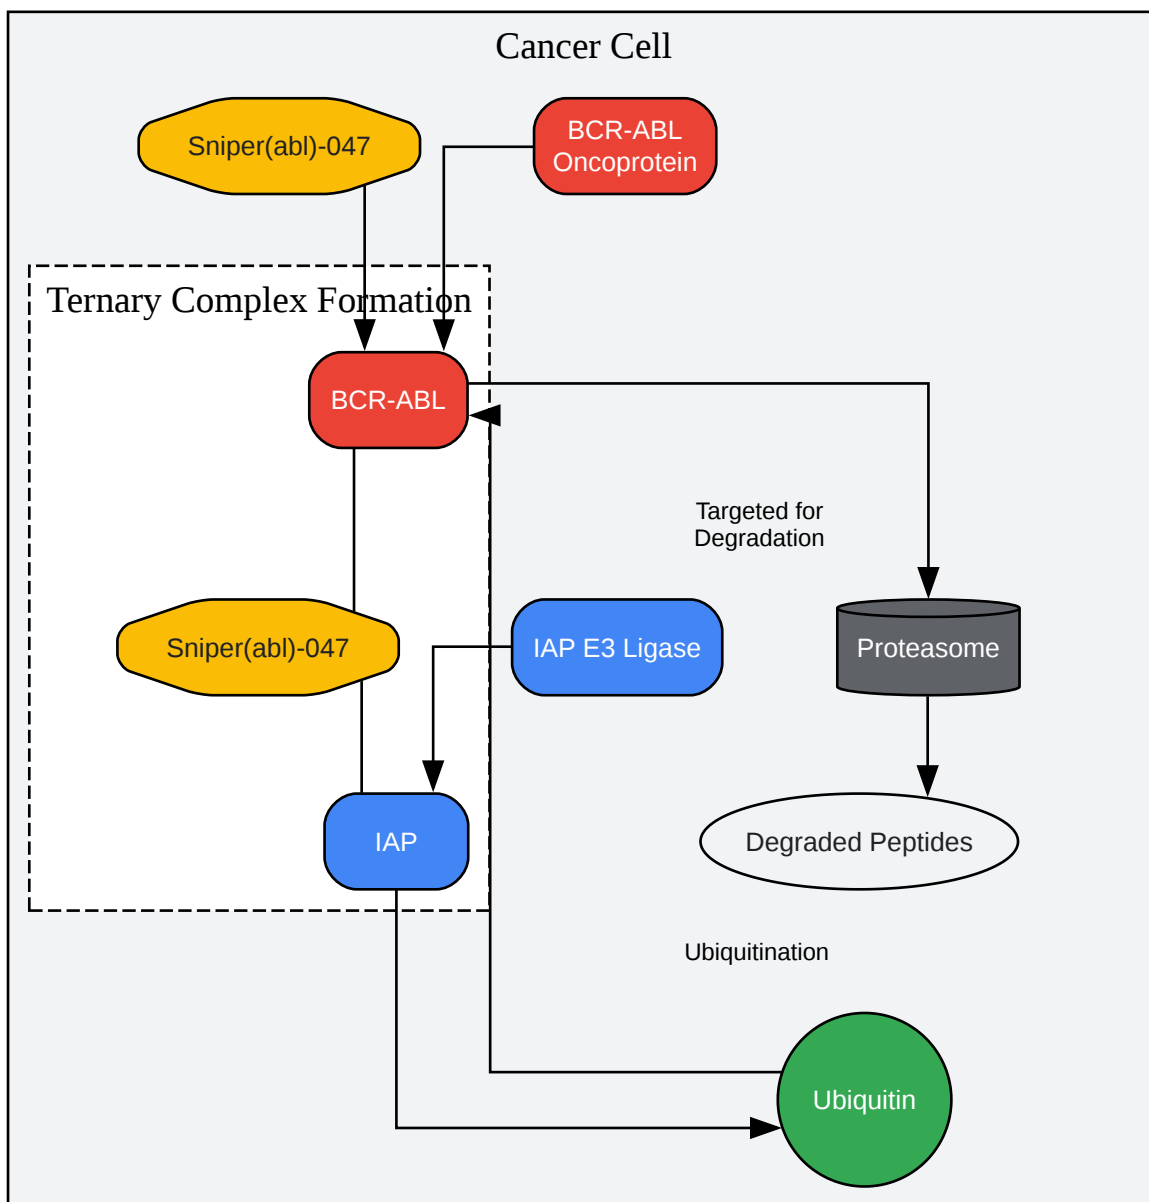 Cancer Cell
Sniper(abl)-047
BCR-ABL
Oncoprotein
Ternary Complex Formation
BCR-ABL
Targeted for
Degradation
Sniper(abl)-047
IAP E3 Ligase
Proteasome
IAP
Degraded Peptides
Ubiquitination
Ubiquitin